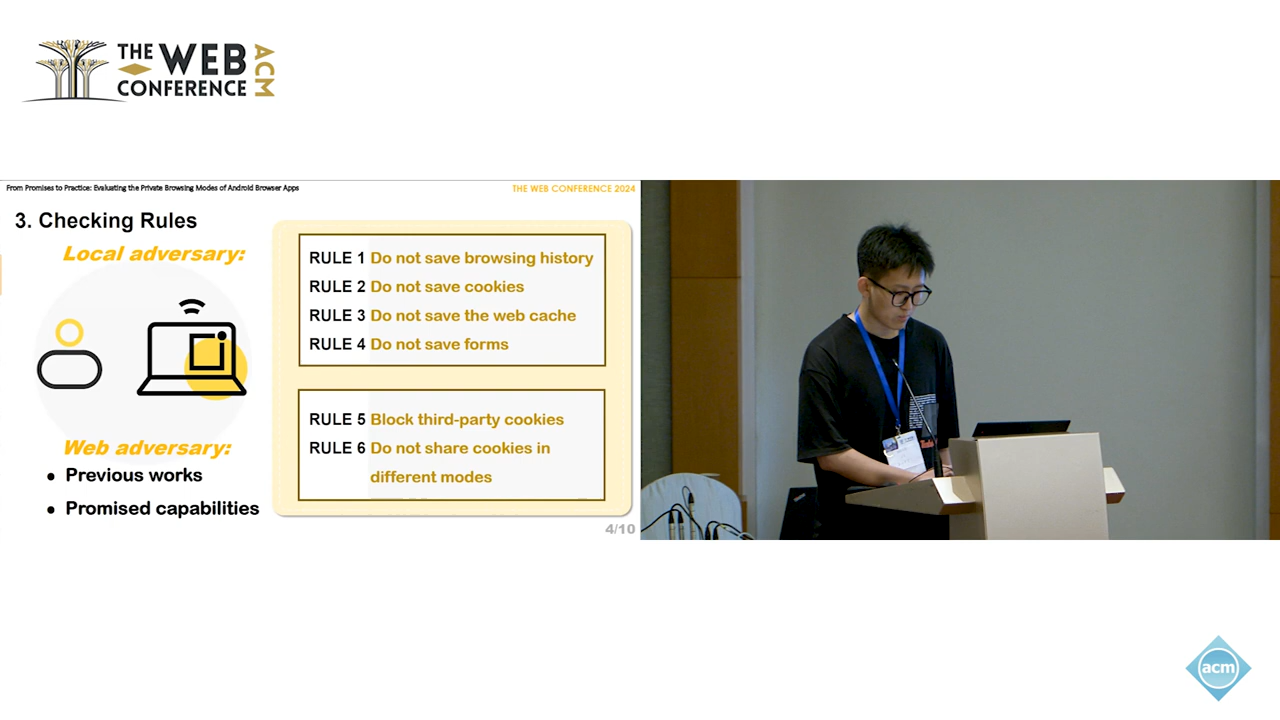 THE WEB
CONFERENCE
ACM
From Promises to Practice: Evaluating the Private Browsing Modes of Android Browser Apps
THE WEB CONFERENCE 2024
3. Checking Rules
Local adversary:
RULE 1 Do not save browsing history
RULE 2 Do not save cookies
RULE 3 Do not save the web cache
RULE 4 Do not save forms
RULE 5 Block third-party cookies
RULE 6 Do not share cookies in
different modes
Web adversary:
• Previous works
• Promised capabilities
4/10
acm